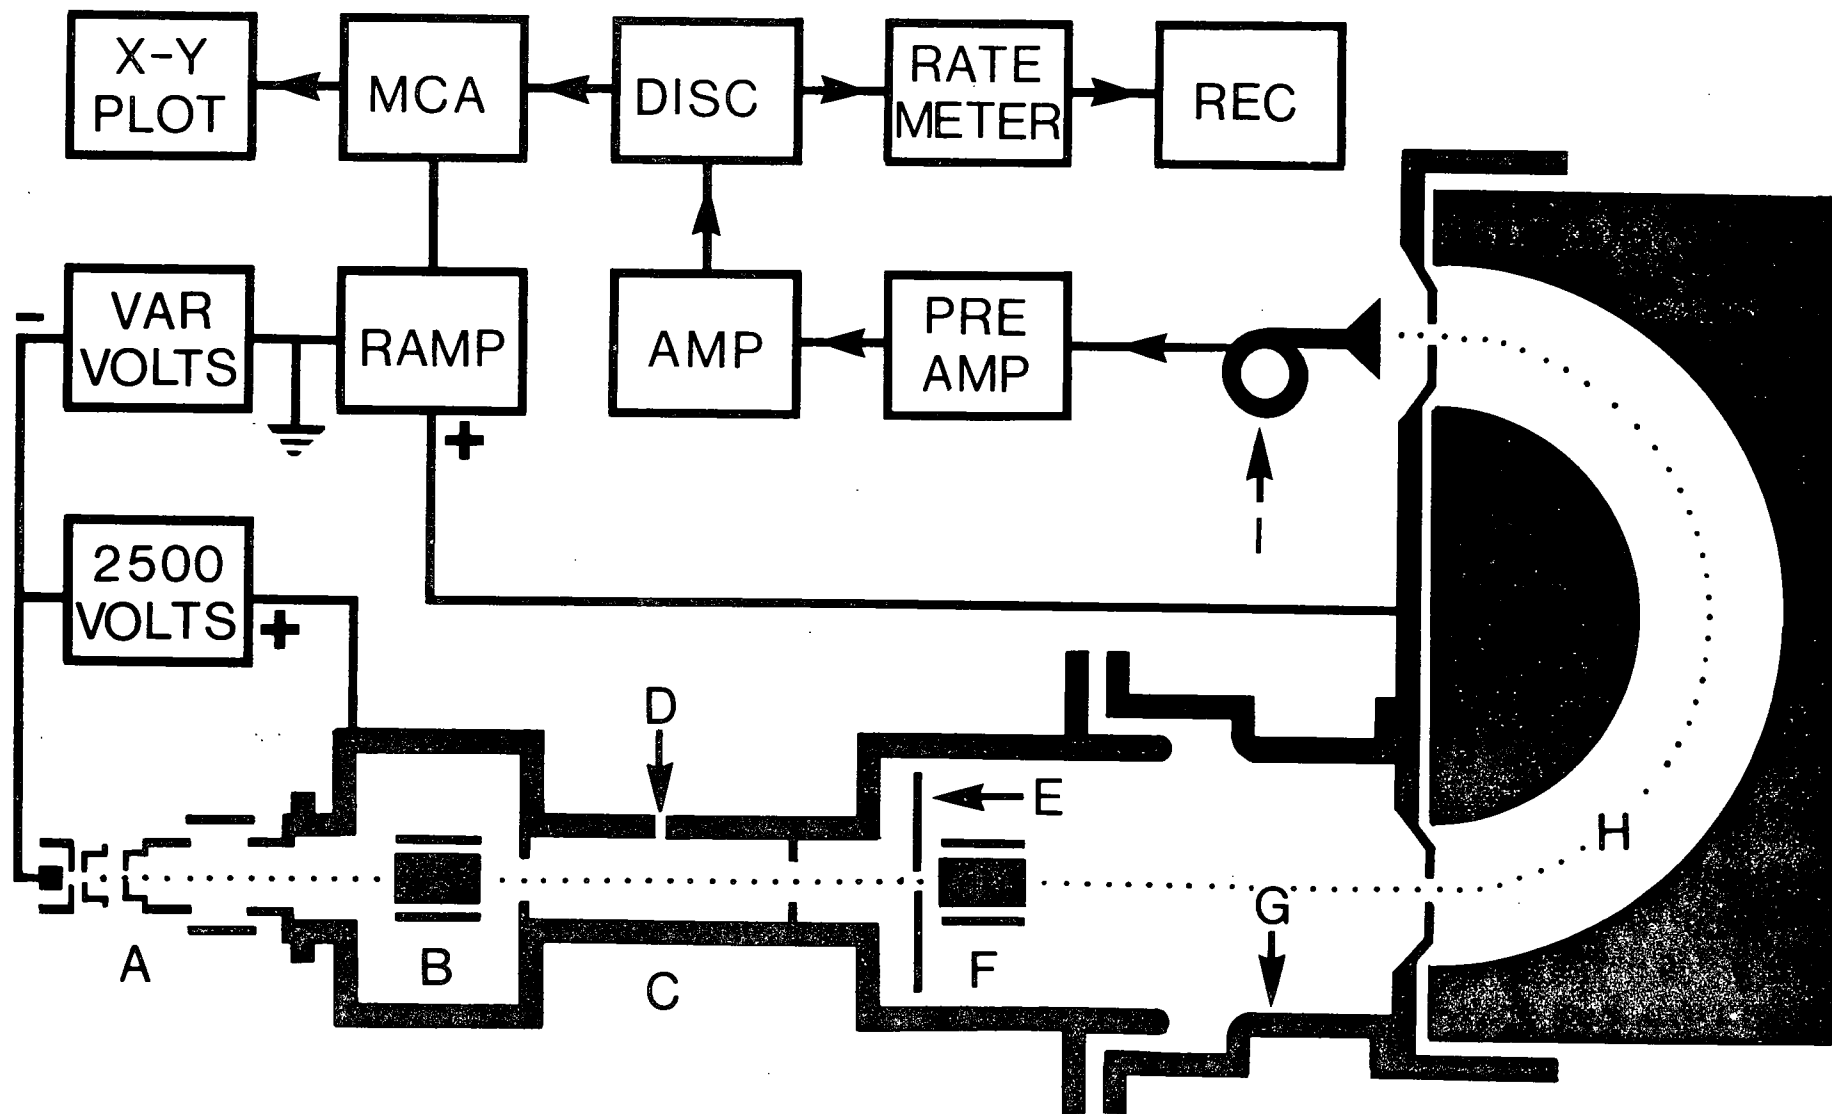 X-Y
PLOT
MCA
DISC
RATE
METER
REC
VAR
VOLTS
RAMP
AMP
PRE
AMP
-
+
I
2500
VOLTS
+
D
E
H
G
A
B
C
F